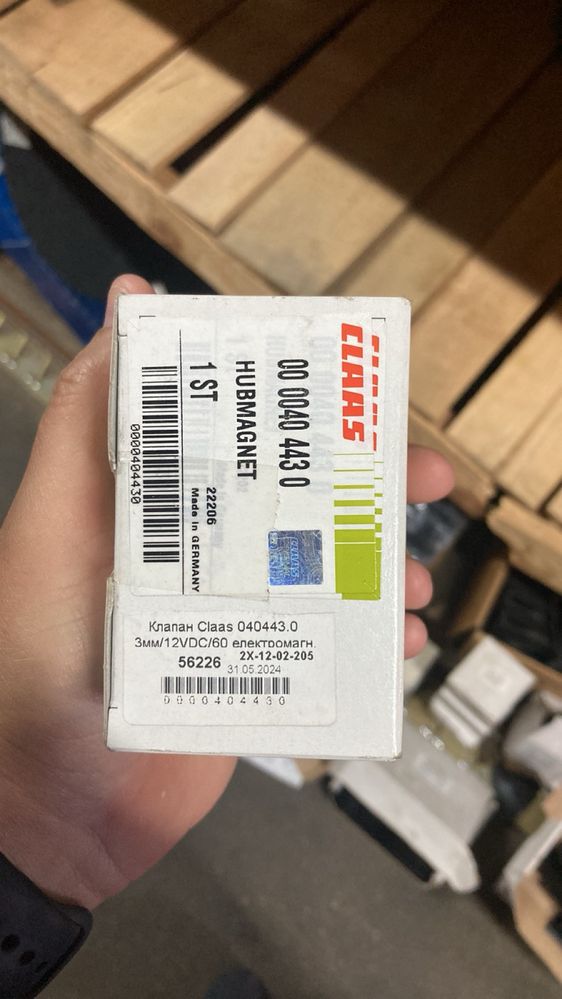 CLAAS
00 0040 443 0
HUBMAGNET
1 ST
22206
Made in GERMANY
0000404430
Клапан Claas 040443.0
3мм/12VDC/60 електромагн.
56226 2X-12-02-205
31.05.2024
0000404430